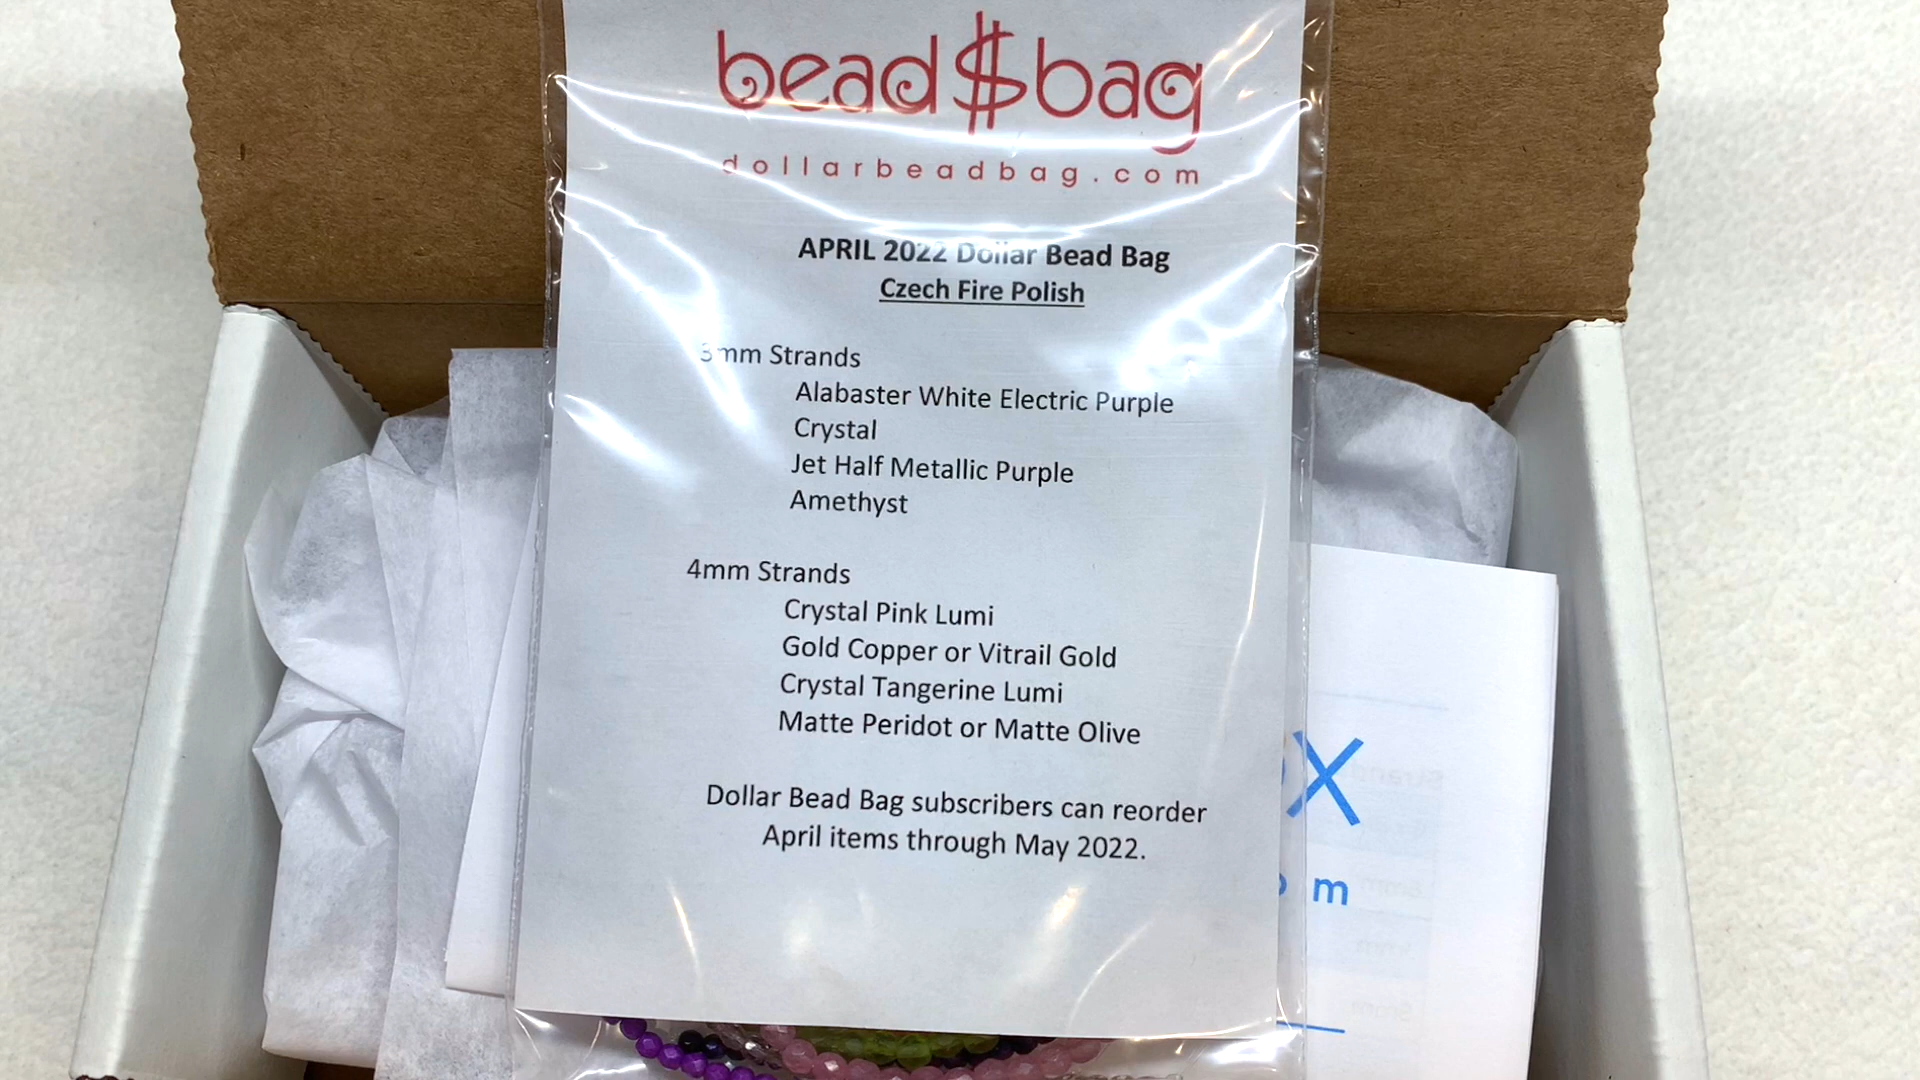 bead$bag
dollarbeadbag.com
APRIL 2022 Dollar Bead Bag
Czech Fire Polish
3mm Strands
Alabaster White Electric Purple
Crystal
Jet Half Metallic Purple
Amethyst
4mm Strands
Crystal Pink Lumi
Gold Copper or Vitrail Gold
Crystal Tangerine Lumi
Matte Peridot or Matte Olive
Dollar Bead Bag subscribers can reorder
April items through May 2022.
X
m